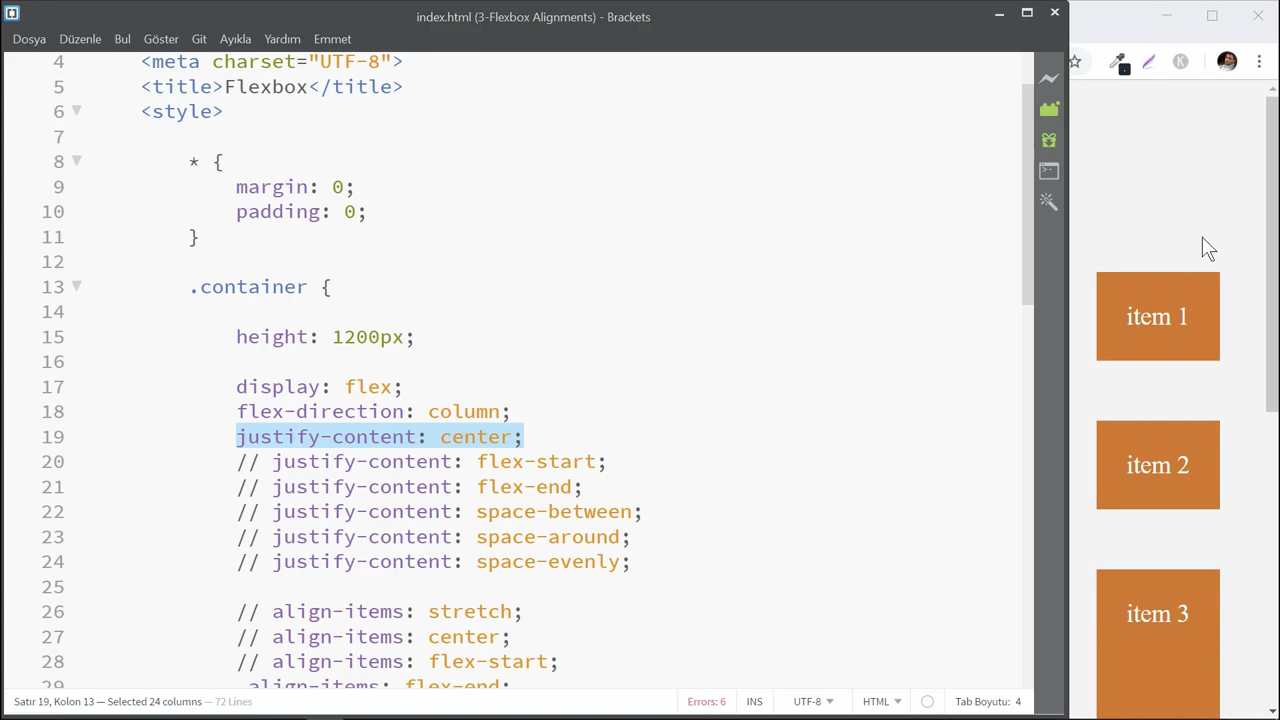 index.html (3-Flexbox Alignments) - Brackets
Dosya Düzenle Bul Göster Git Ayıkla Yardım Emmet
4 <meta charset="UTF-8">
5 <title>Flexbox</title>
6 <style>
7
8 * {
9 margin: 0;
10 padding: 0;
11 }
12
13 .container {
14
15 height: 1200px;
16
17 display: flex;
18 flex-direction: column;
19 justify-content: center;
20 // justify-content: flex-start;
21 // justify-content: flex-end;
22 // justify-content: space-between;
23 // justify-content: space-around;
24 // justify-content: space-evenly;
25
26 // align-items: stretch;
27 // align-items: center;
28 // align-items: flex-start;
29 align-items: flex-end;
Satır 19, Kolon 13 — Selected 24 columns — 72 Lines
Errors: 6 INS UTF-8 HTML Tab Boyutu: 4
K
item 1
item 2
item 3